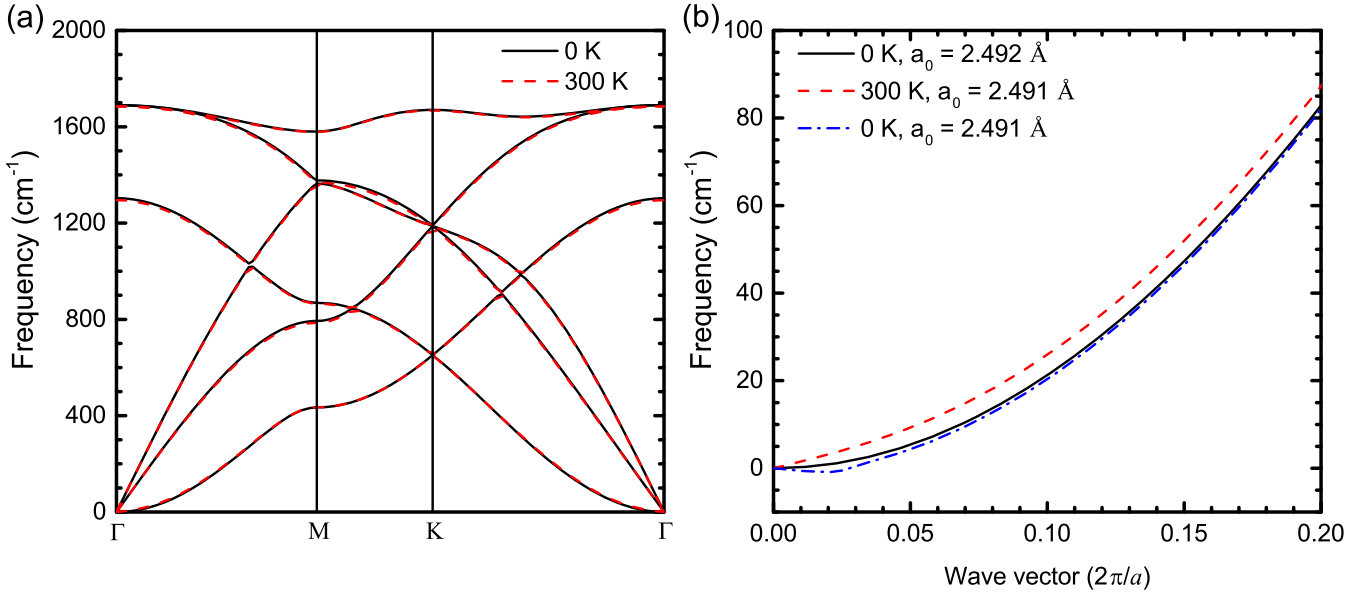 (a)
2000
1600
1200
800
400
0
Frequency (cm⁻¹)
0 K
300 K
Γ M K Γ
(b)
100
80
60
40
20
0
Frequency (cm⁻¹)
0 K, a₀ = 2.492 Å
300 K, a₀ = 2.491 Å
0 K, a₀ = 2.491 Å
0.00 0.05 0.10 0.15 0.20
Wave vector (2π/a)